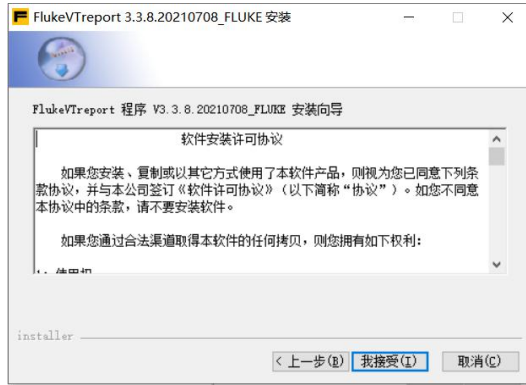 FlukeVTreport 3.3.8.20210708_FLUKE 安装
FlukeVTreport 程序 V3.3.8.20210708_FLUKE 安装向导
软件安装许可协议
如果您安装、复制或以其它方式使用了本软件产品，则视为您已同意下列条
款协议，并与本公司签订《软件许可协议》（以下简称“协议”）。如您不同意
本协议中的条款，请不要安装软件。
如果您通过合法渠道取得本软件的任何拷贝，则您拥有如下权利：
installer
< 上一步(B)
我接受(I)
取消(C)